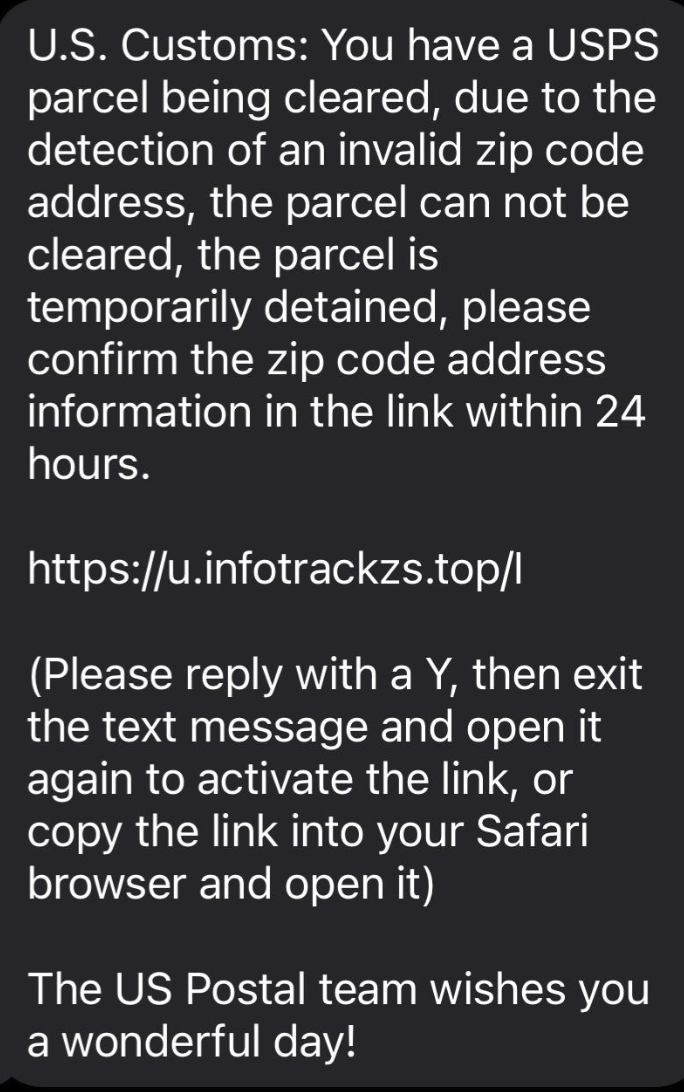 U.S. Customs: You have a USPS
parcel being cleared, due to the
detection of an invalid zip code
address, the parcel can not be
cleared, the parcel is
temporarily detained, please
confirm the zip code address
information in the link within 24
hours.
https://u.infotrackzs.top/l
(Please reply with a Y, then exit
the text message and open it
again to activate the link, or
copy the link into your Safari
browser and open it)
The US Postal team wishes you
a wonderful day!